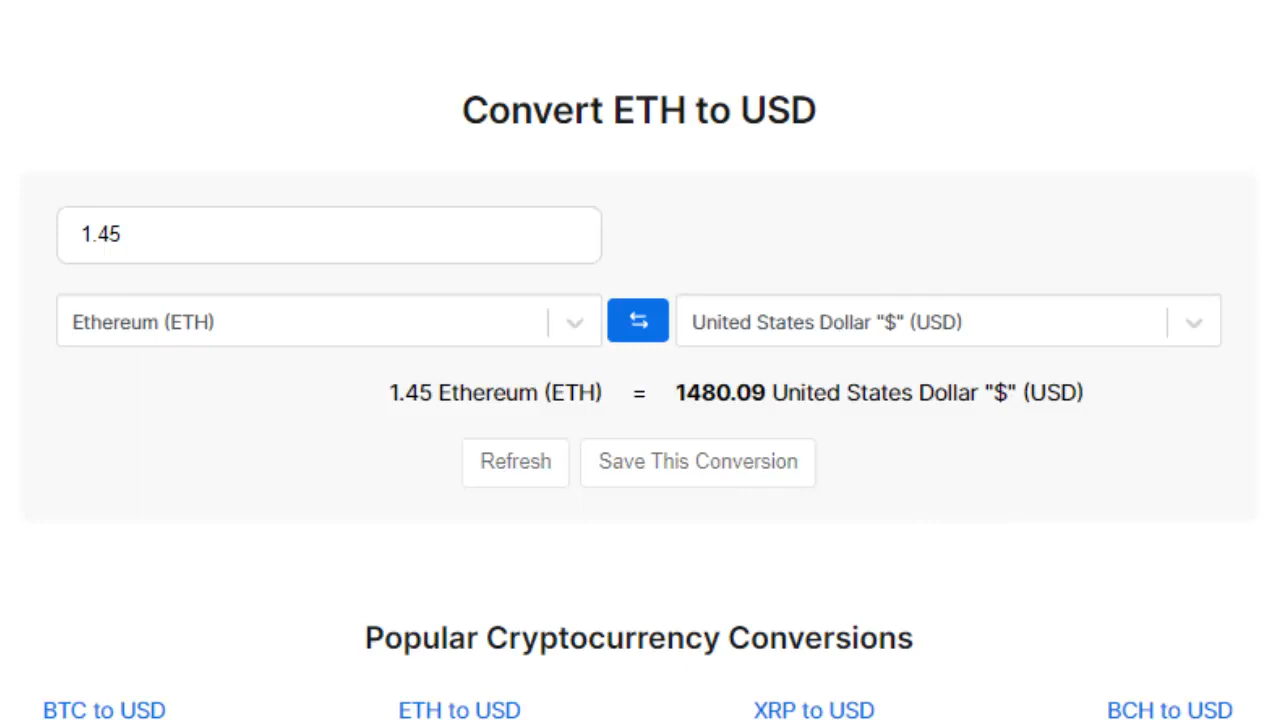 Convert ETH to USD
1.45
Ethereum (ETH) United States Dollar "$" (USD)
1.45 Ethereum (ETH) = 1480.09 United States Dollar "$" (USD)
Refresh Save This Conversion
Popular Cryptocurrency Conversions
BTC to USD ETH to USD XRP to USD BCH to USD